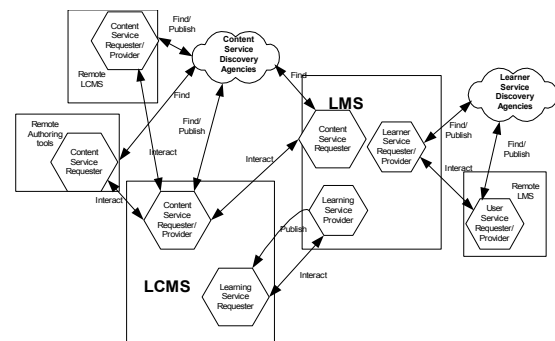 Find/
Publish
Content
Service
Requester/
Provider
Remote
LCMS
Content
Service
Discovery
Agencies
Find
Find
Find/
Publish
LMS
Learner
Service
Discovery
Agencies
Remote
Authoring
tools
Content
Service
Requester
Interact
Interact
Interact
Content
Service
Requester
Learner
Service
Requester/
Provider
Find/
Publish
Find/
Publish
Interact
Remote
LMS
User
Service
Requester/
Provider
Content
Service
Requester/
Provider
Learning
Service
Provider
Publish
LCMS
Learning
Service
Requester
Interact